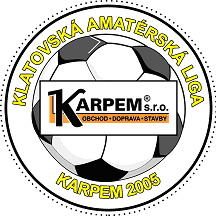 KLATOVSKÁ AMATÉRSKÁ LIGA
KARPEM®
s.r.o.
OBCHOD • DOPRAVA • STAVBY
KARPEM 2005